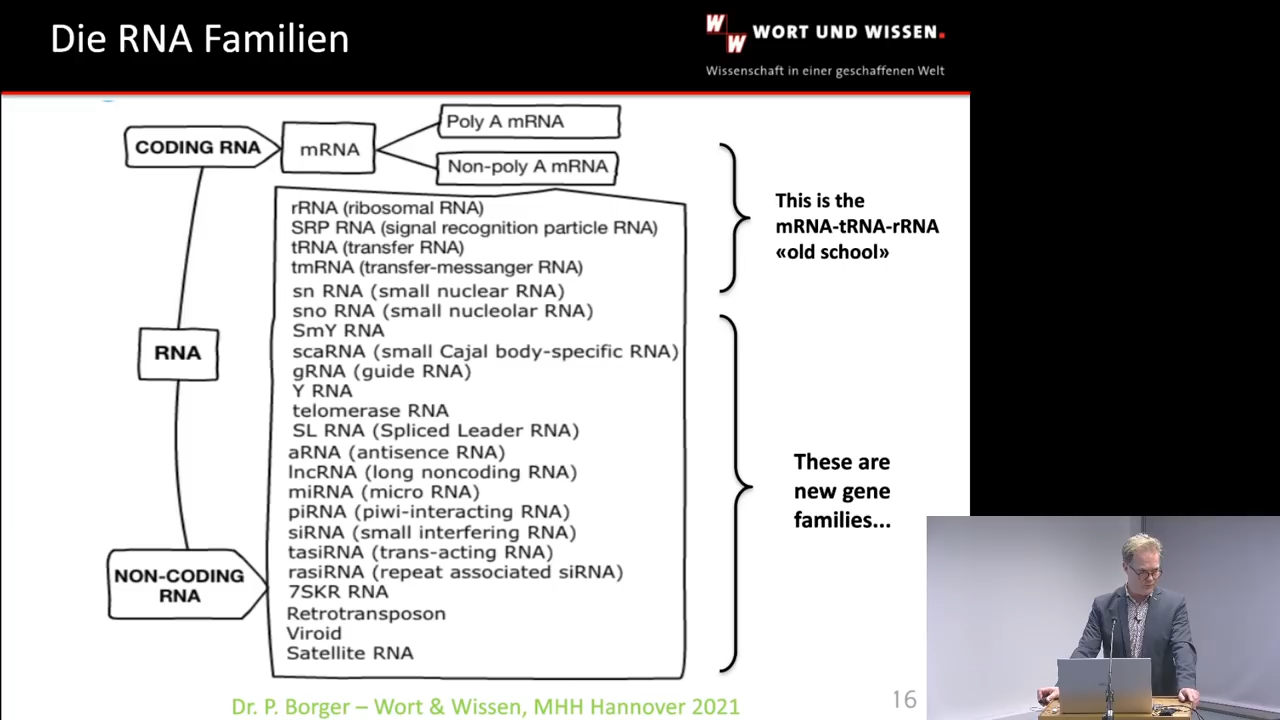 Die RNA Familien
W
W
WORT UND WISSEN.
Wissenschaft in einer geschaffenen Welt
CODING RNA
mRNA
Poly A mRNA
Non-poly A mRNA
rRNA (ribosomal RNA)
SRP RNA (signal recognition particle RNA)
tRNA (transfer RNA)
tmRNA (transfer-messanger RNA)
sn RNA (small nuclear RNA)
sno RNA (small nucleolar RNA)
SmY RNA
scaRNA (small Cajal body-specific RNA)
gRNA (guide RNA)
Y RNA
telomerase RNA
SL RNA (Spliced Leader RNA)
aRNA (antisence RNA)
lncRNA (long noncoding RNA)
miRNA (micro RNA)
piRNA (piwi-interacting RNA)
siRNA (small interfering RNA)
tasiRNA (trans-acting RNA)
rasiRNA (repeat associated siRNA)
7SKR RNA
Retrotransposon
Viroid
Satellite RNA
RNA
NON-CODING
RNA
This is the
mRNA-tRNA-rRNA
«old school»
These are
new gene
families...
Dr. P. Borger – Wort & Wissen, MHH Hannover 2021
16